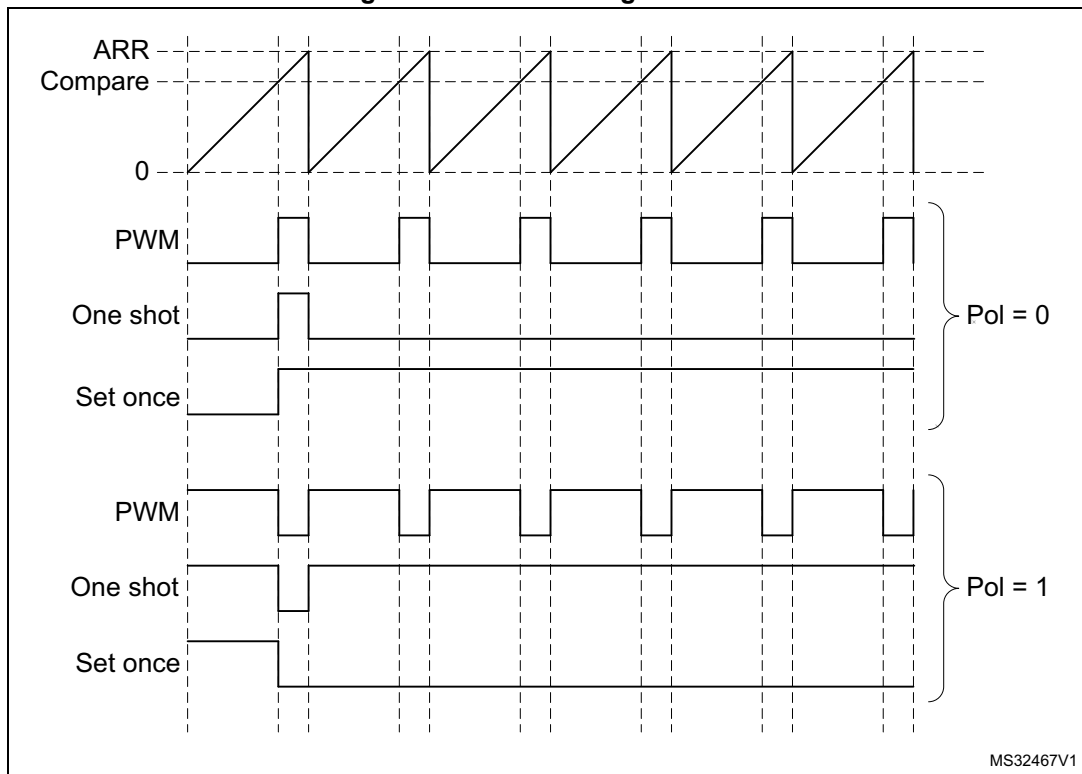 ARR
Compare
0
PWM
One shot
Pol = 0
Set once
PWM
One shot
Pol = 1
Set once
MS32467V1